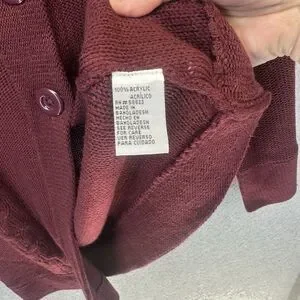 100% ACRYLIC
ACRILICO
MADE IN
BANGLADESH
HECHO EN
BANGLADESH
SEE REVERSE
FOR CARE
VER REVERSO
PARA CUIDADO